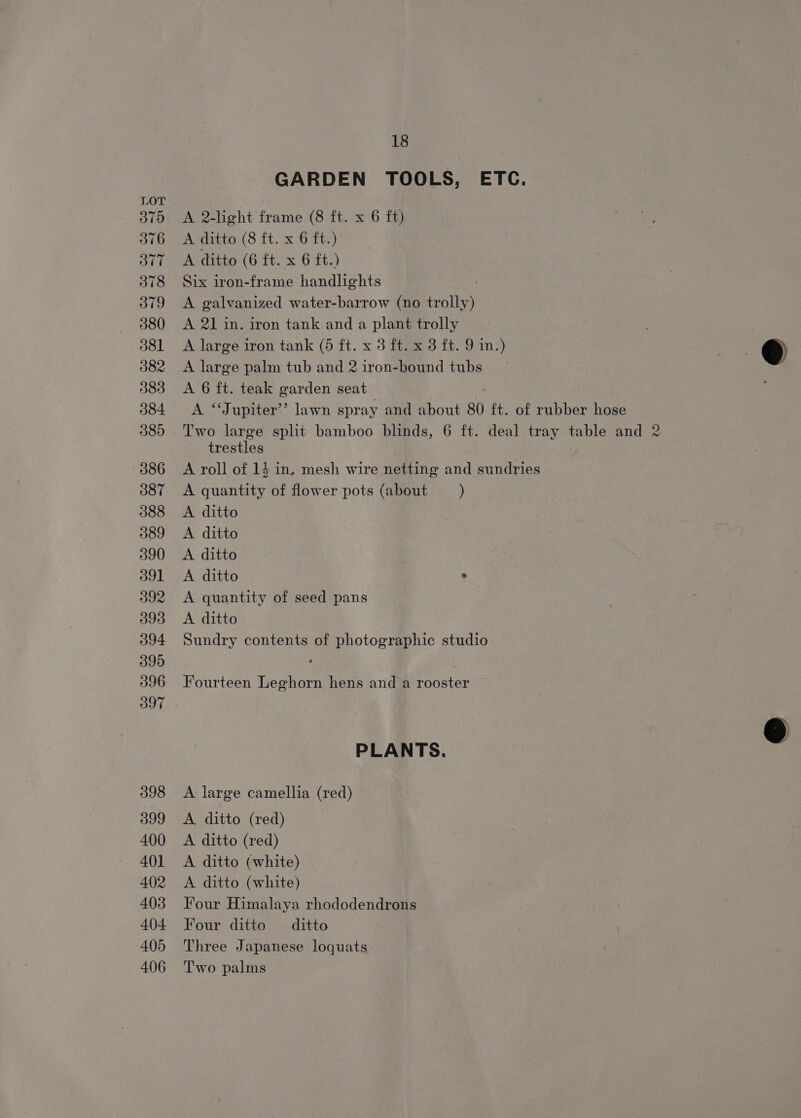 18
GARDEN TOOLS, ETC.
LOT
375 A 2-light frame (8 ft. x 6 ft)
376 A ditto (8 ft. x 6 ft.)
377 A ditto (6 ft. x 6 ft.)
378 Six iron-frame handlights
379 A galvanized water-barrow (no trolly)
380 A 21 in. iron tank and a plant trolly
381 A large iron tank (5 ft. x 3 ft. x 3 ft. 9 in.)
382 A large palm tub and 2 iron-bound tubs
383 A 6 ft. teak garden seat
384 A “Jupiter” lawn spray and about 80 ft. of rubber hose
385 Two large split bamboo blinds, 6 ft. deal tray table and 2
trestles
386 A roll of 1½ in. mesh wire netting and sundries
387 A quantity of flower pots (about )
388 A ditto
389 A ditto
390 A ditto
391 A ditto
392 A quantity of seed pans
393 A ditto
394 Sundry contents of photographic studio
395
396 Fourteen Leghorn hens and a rooster
397
PLANTS.
398 A large camellia (red)
399 A ditto (red)
400 A ditto (red)
401 A ditto (white)
402 A ditto (white)
403 Four Himalaya rhododendrons
404 Four ditto ditto
405 Three Japanese loquats
406 Two palms